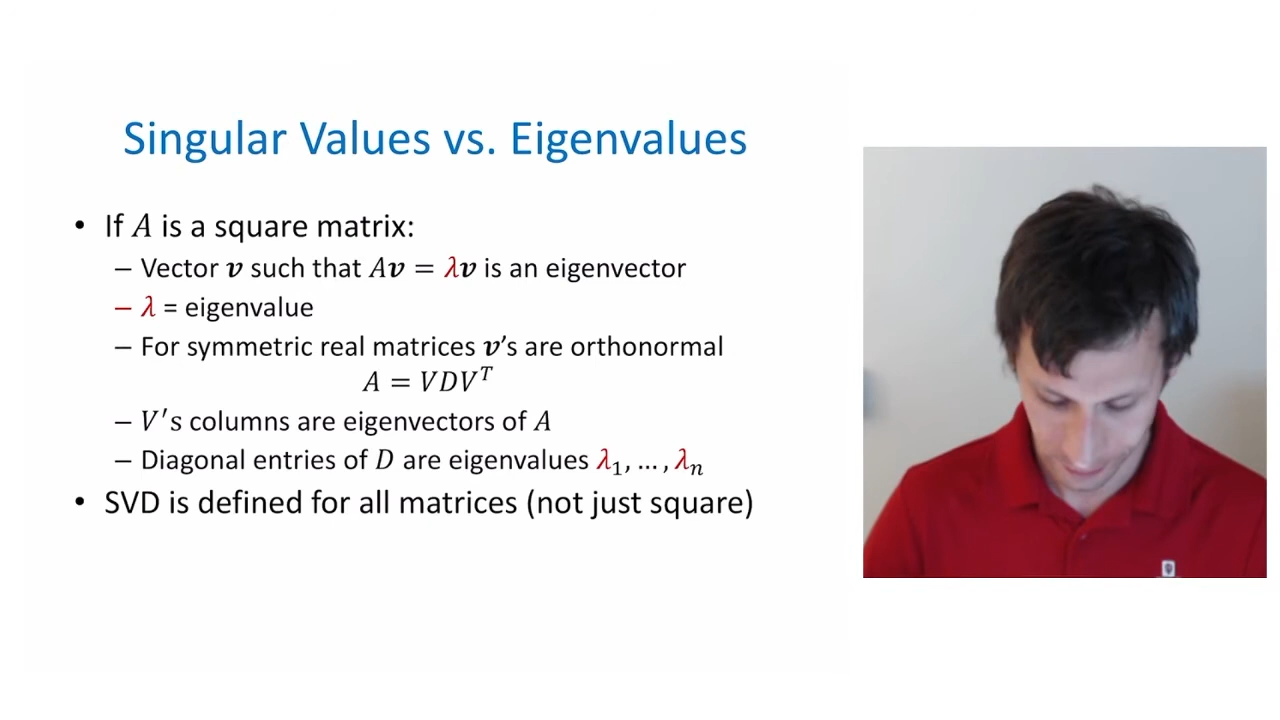 Singular Values vs. Eigenvalues
• If 𝐴 is a square matrix:
– Vector 𝒗 such that 𝐴𝒗 = 𝜆𝒗 is an eigenvector
– 𝜆 = eigenvalue
– For symmetric real matrices 𝒗's are orthonormal
𝐴 = 𝑉𝐷𝑉ᵀ
– 𝑉′s columns are eigenvectors of 𝐴
– Diagonal entries of 𝐷 are eigenvalues 𝜆₁, … , 𝜆ₙ
• SVD is defined for all matrices (not just square)